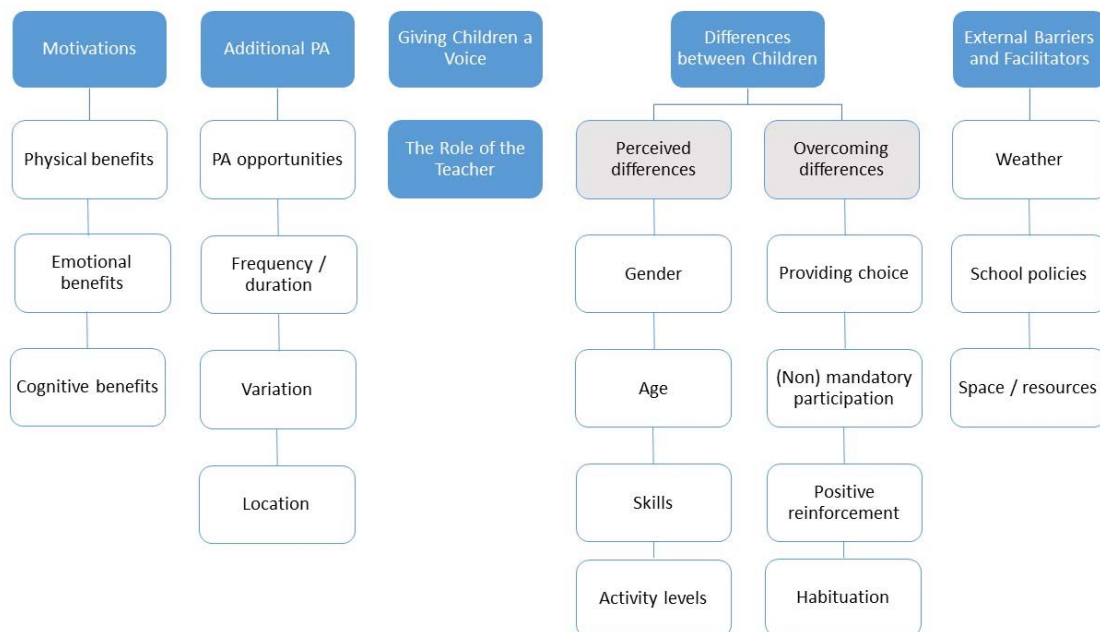 Motivations
Physical benefits
Emotional
benefits
Cognitive benefits
Additional PA
PA opportunities
Frequency /
duration
Variation
Location
Giving Children a
Voice
The Role of the
Teacher
Differences
between Children
Perceived
differences
Gender
Age
Skills
Activity levels
Overcoming
differences
Providing choice
(Non) mandatory
participation
Positive
reinforcement
Habituation
External Barriers
and Facilitators
Weather
School policies
Space / resources